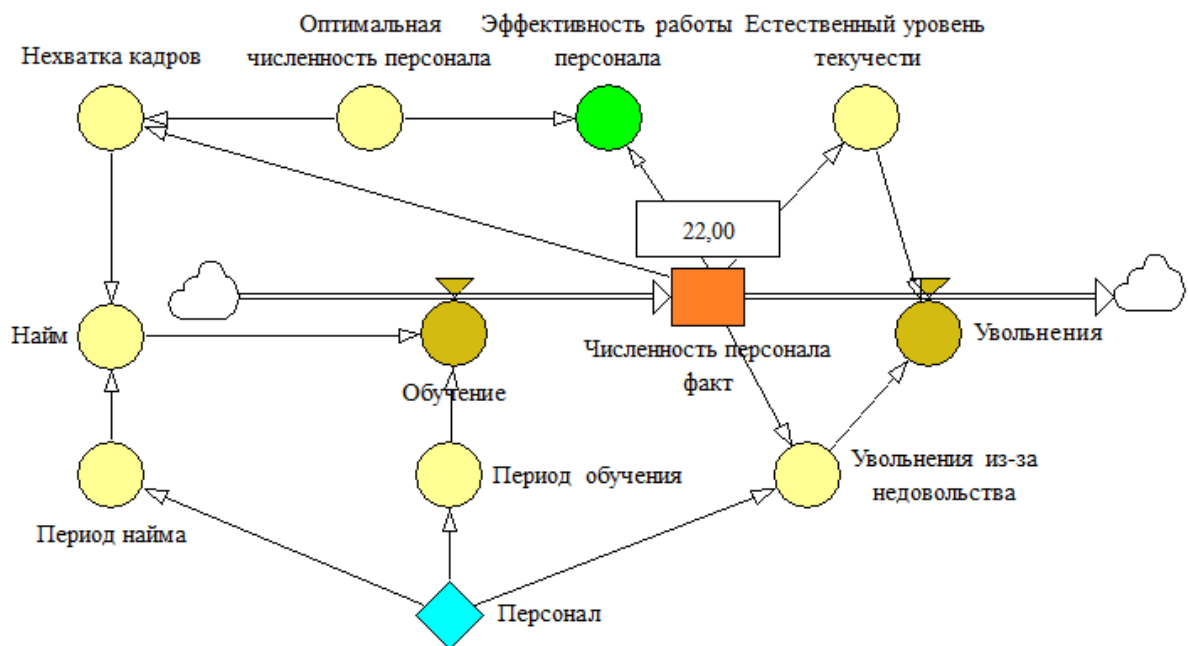 Нехватка кадров
Оптимальная
численность персонала
Эффективность работы
персонала
Естественный уровень
текучести
22,00
Найм
Обучение
Численность персонала
факт
Увольнения
Период найма
Период обучения
Увольнения из-за
недовольства
Персонал